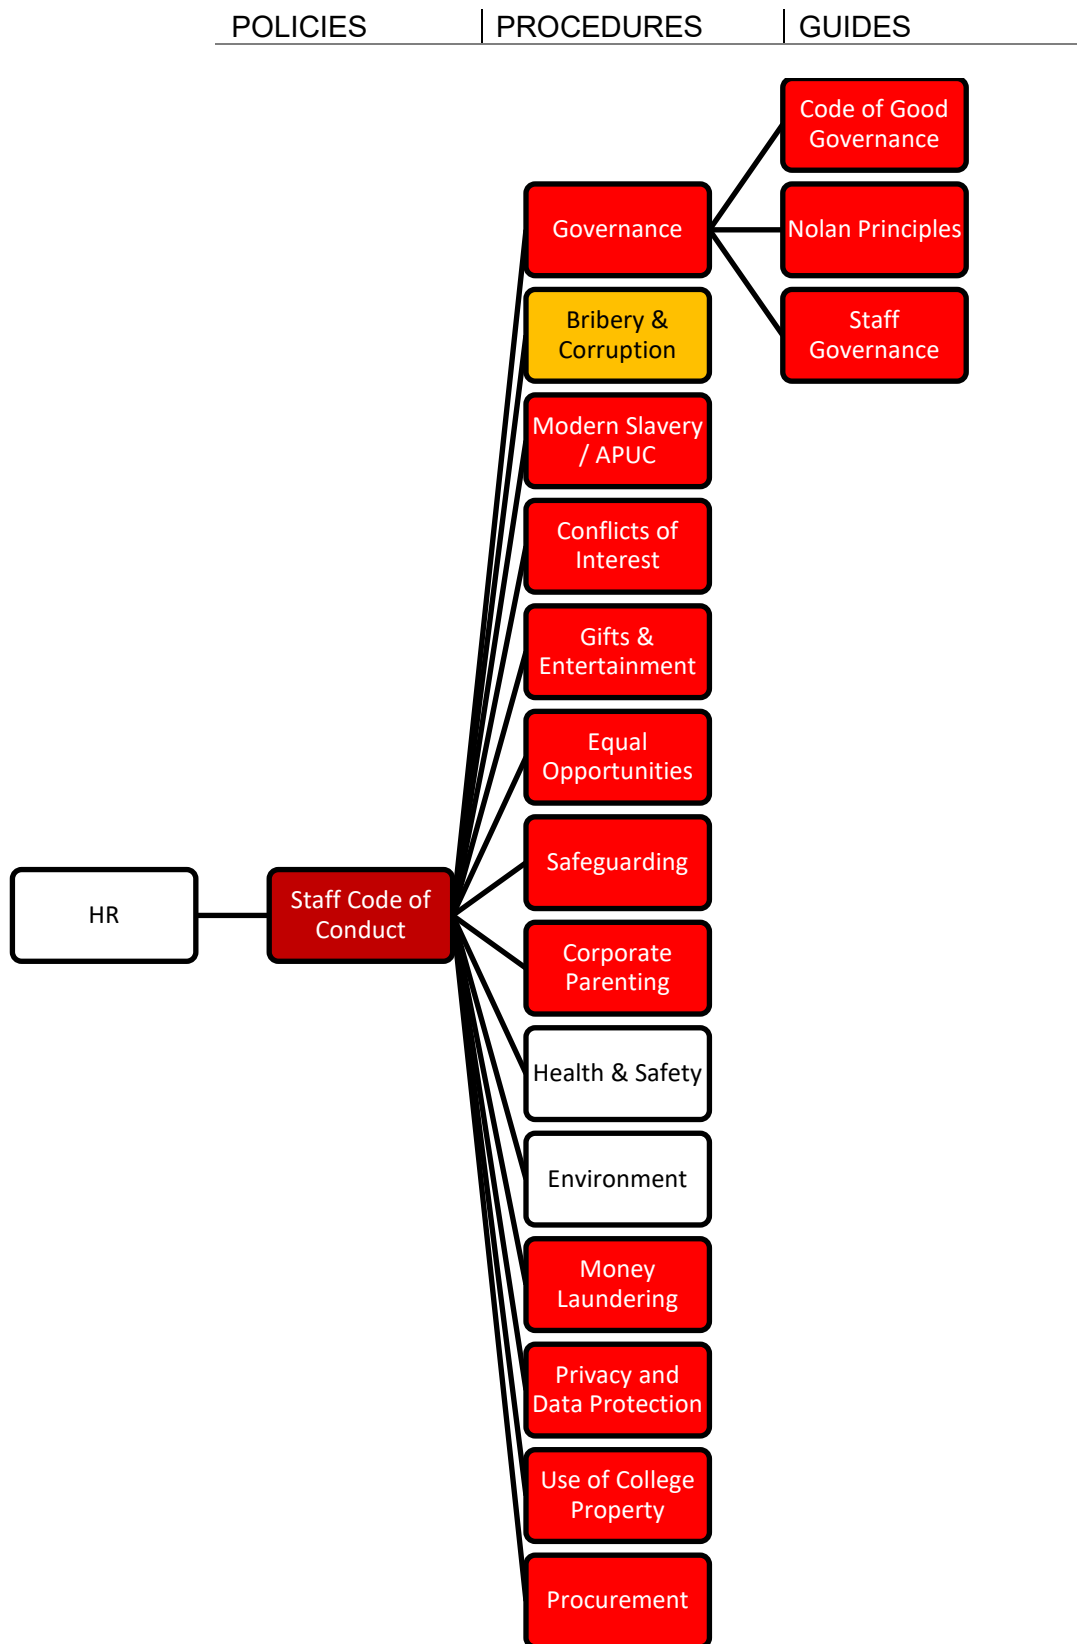 POLICIES
PROCEDURES
GUIDES
Code of Good
Governance
Governance
Nolan Principles
Bribery &
Corruption
Staff
Governance
Modern Slavery
/ APUC
Conflicts of
Interest
Gifts &
Entertainment
Equal
Opportunities
Safeguarding
HR
Staff Code of
Conduct
Corporate
Parenting
Health & Safety
Environment
Money
Laundering
Privacy and
Data Protection
Use of College
Property
Procurement